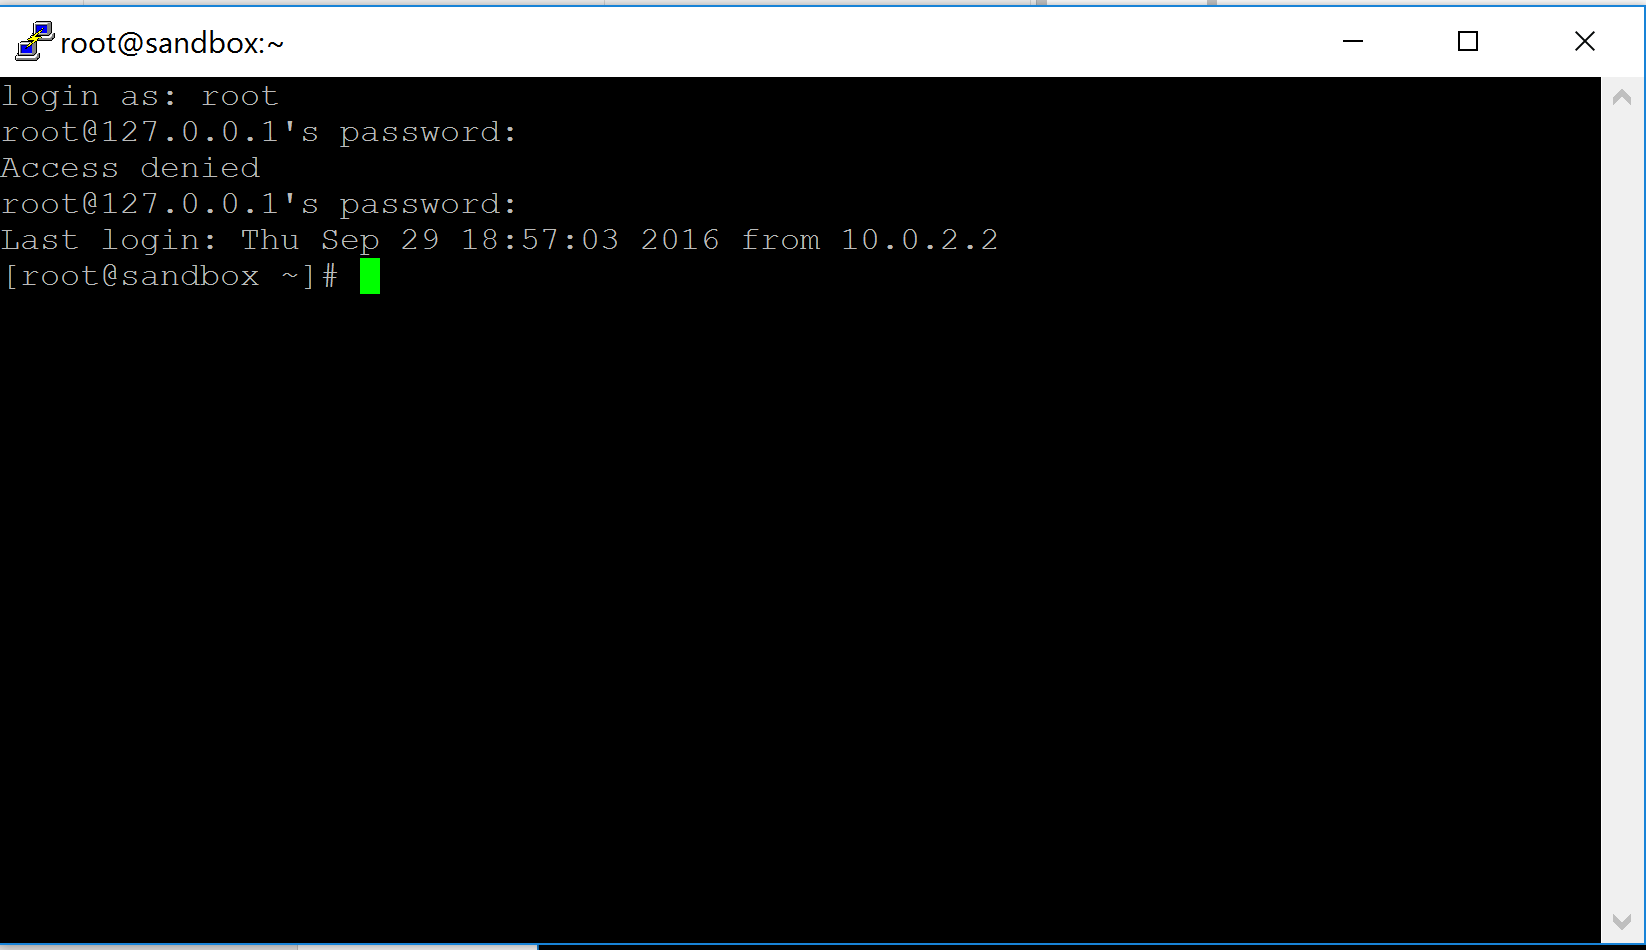 root@sandbox:~
login as: root
root@127.0.0.1's password:
Access denied
root@127.0.0.1's password:
Last login: Thu Sep 29 18:57:03 2016 from 10.0.2.2
[root@sandbox ~]#